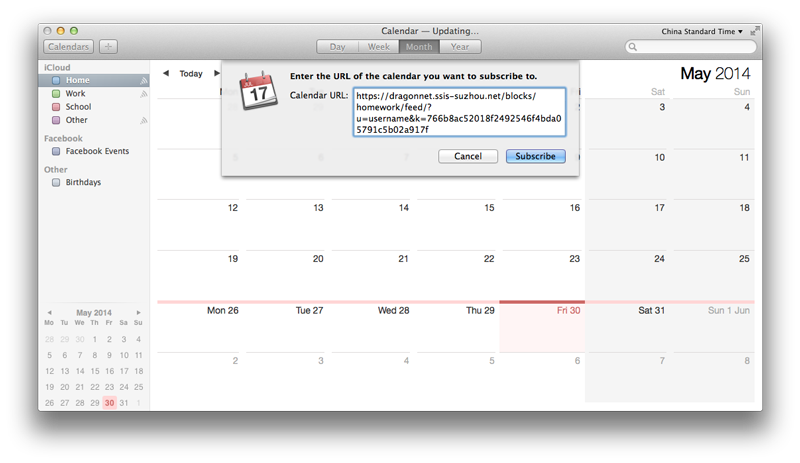 Calendar — Updating…
China Standard Time ▾
Calendars
+
Day
Week
Month
Year
iCloud
Home
Work
School
Other
Facebook
Facebook Events
Other
Birthdays
◀ Today ▶
May 2014
Enter the URL of the calendar you want to subscribe to.
Calendar URL:
https://dragonnet.ssis-suzhou.net/blocks/
homework/feed/?
u=username&k=766b8ac52018f2492546f4bda0
5791c5b02a917f
Cancel
Subscribe
17
Sat Sun
3 4
10 11
12 13 14 15 16 17 18
19 20 21 22 23 24 25
Mon 26 Tue 27 Wed 28 Thu 29 Fri 30 Sat 31 Sun 1 Jun
2 3 4 5 6 7 8
◀ May 2014 ▶
Mo Tu We Th Fr Sa Su
28 29 30 1 2 3 4
5 6 7 8 9 10 11
12 13 14 15 16 17 18
19 20 21 22 23 24 25
26 27 28 29 30 31 1